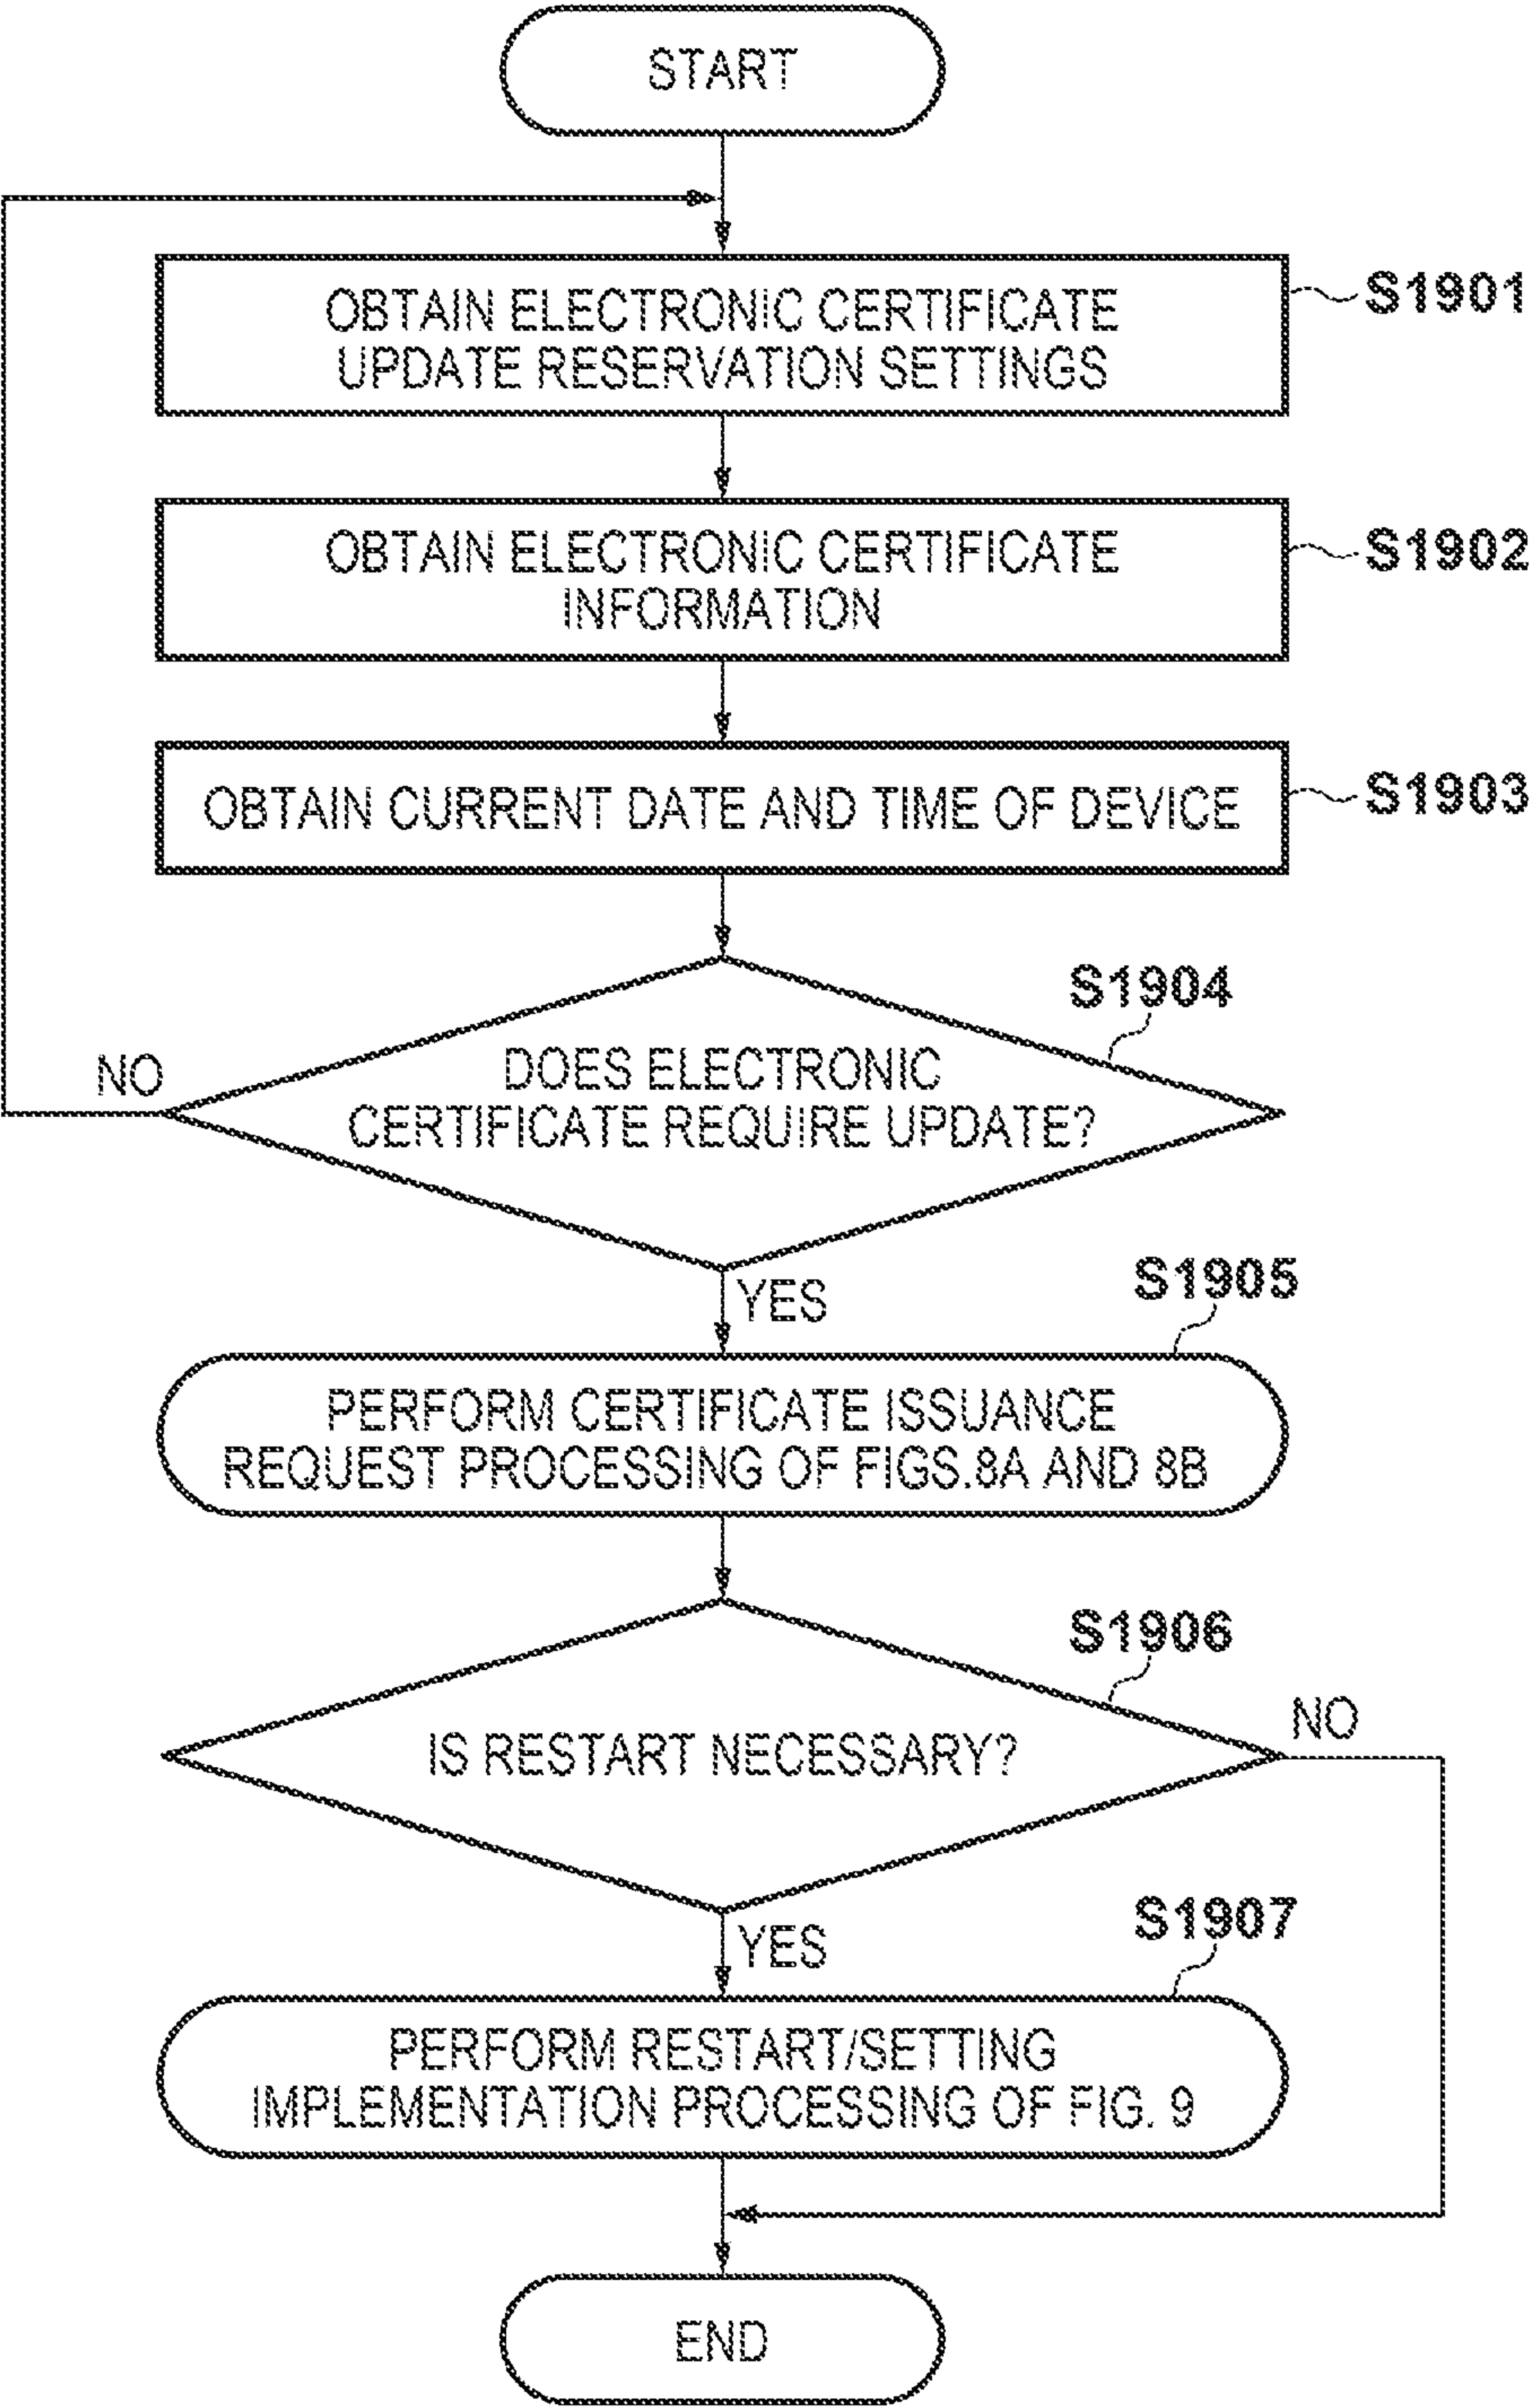 START
OBTAIN ELECTRONIC CERTIFICATE
UPDATE RESERVATION SETTINGS
S1901
OBTAIN ELECTRONIC CERTIFICATE
INFORMATION
S1902
OBTAIN CURRENT DATE AND TIME OF DEVICE
S1903
S1904
DOES ELECTRONIC
CERTIFICATE REQUIRE UPDATE?
NO
YES
S1905
PERFORM CERTIFICATE ISSUANCE
REQUEST PROCESSING OF FIGS.8A AND 8B
S1906
IS RESTART NECESSARY?
NO
YES
S1907
PERFORM RESTART/SETTING
IMPLEMENTATION PROCESSING OF FIG. 9
END